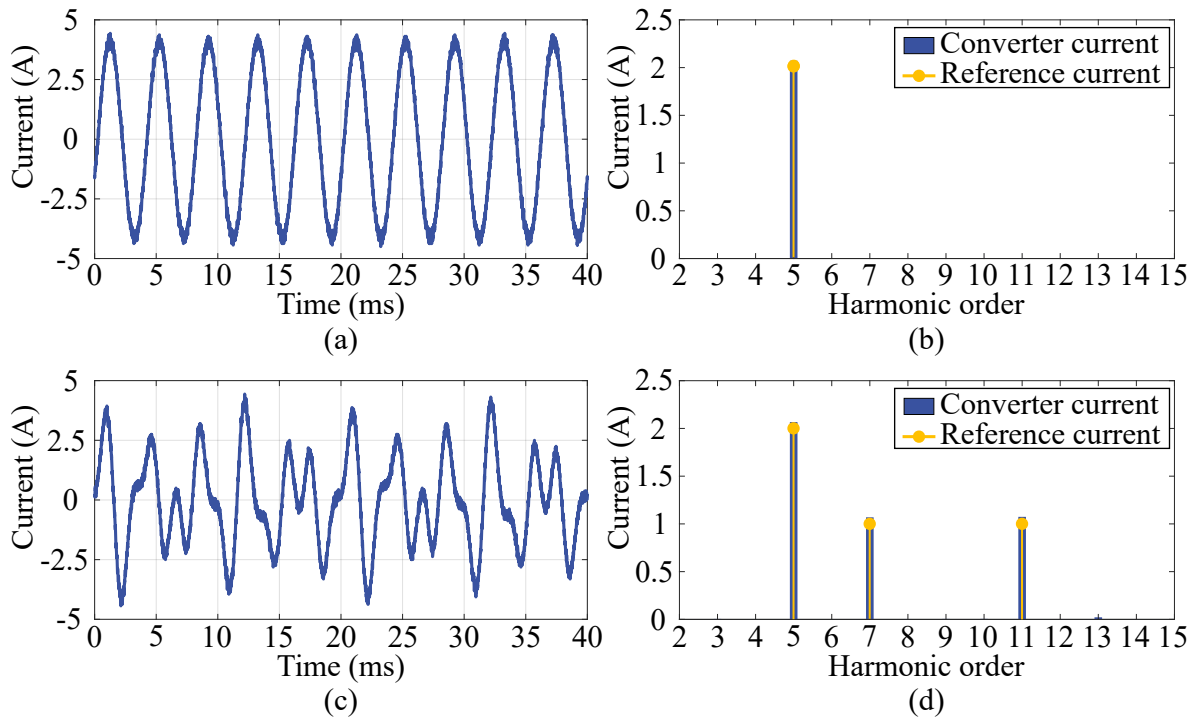 5
2.5
0
-2.5
-5
Current (A)
0 5 10 15 20 25 30 35 40
Time (ms)
(a)
2.5
2
1.5
1
0.5
0
Current (A)
Converter current
Reference current
2 3 4 5 6 7 8 9 10 11 12 13 14 15
Harmonic order
(b)
5
2.5
0
-2.5
-5
Current (A)
0 5 10 15 20 25 30 35 40
Time (ms)
(c)
2.5
2
1.5
1
0.5
0
Current (A)
Converter current
Reference current
2 3 4 5 6 7 8 9 10 11 12 13 14 15
Harmonic order
(d)